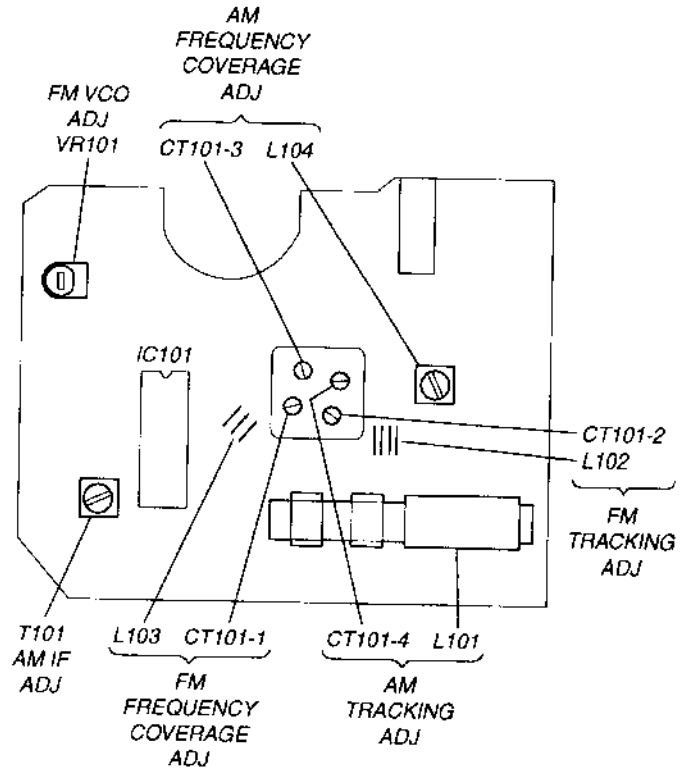 AM
FREQUENCY
COVERAGE
ADJ
CT101-3 L104
FM VCO
ADJ
VR101
IC101
CT101-2
L102
FM
TRACKING
ADJ
T101
AM IF
ADJ
L103 CT101-1
FM
FREQUENCY
COVERAGE
ADJ
CT101-4 L101
AM
TRACKING
ADJ